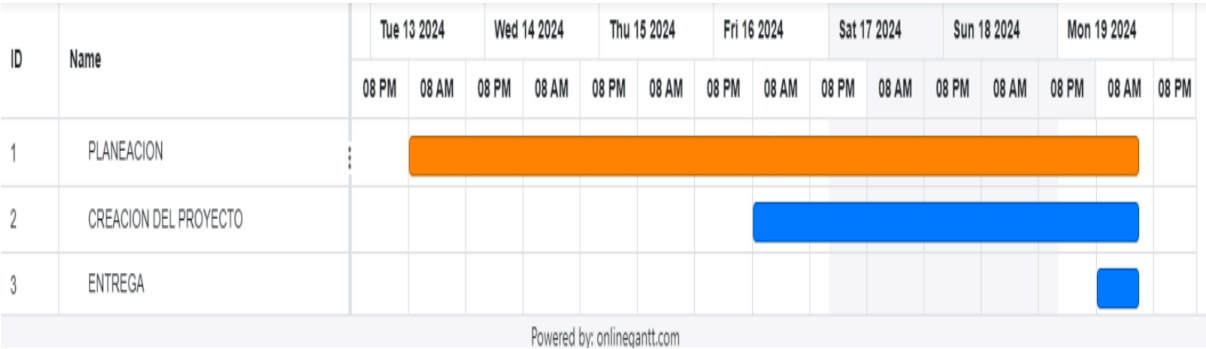 ID Name Tue 13 2024 Wed 14 2024 Thu 15 2024 Fri 16 2024 Sat 17 2024 Sun 18 2024 Mon 19 2024
08 PM 08 AM 08 PM 08 AM 08 PM 08 AM 08 PM 08 AM 08 PM 08 AM 08 PM 08 AM 08 PM 08 AM 08 PM
1 PLANEACION
2 CREACION DEL PROYECTO
3 ENTREGA
Powered by: onlinegantt.com